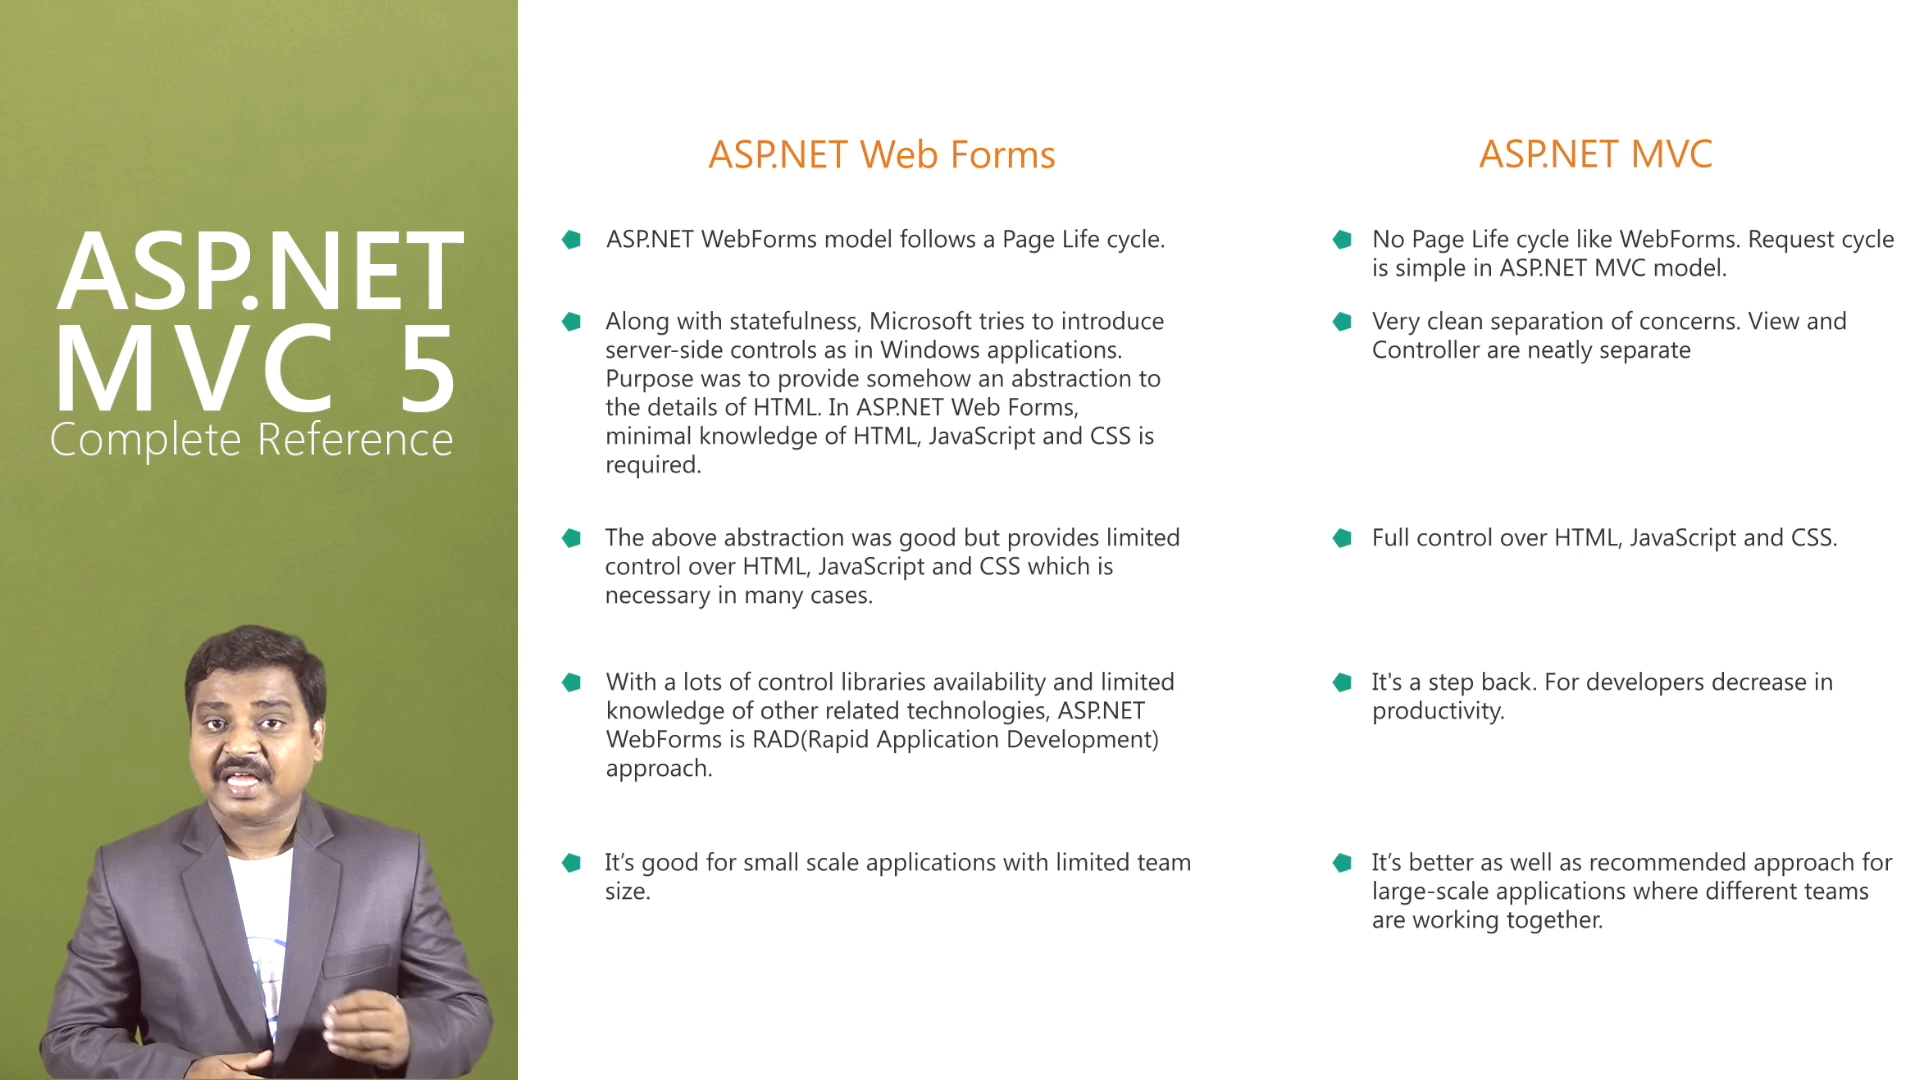 ASP.NET
MVC 5
Complete Reference
ASP.NET Web Forms
ASP.NET WebForms model follows a Page Life cycle.
Along with statefulness, Microsoft tries to introduce
server-side controls as in Windows applications.
Purpose was to provide somehow an abstraction to
the details of HTML. In ASP.NET Web Forms,
minimal knowledge of HTML, JavaScript and CSS is
required.
The above abstraction was good but provides limited
control over HTML, JavaScript and CSS which is
necessary in many cases.
With a lots of control libraries availability and limited
knowledge of other related technologies, ASP.NET
WebForms is RAD(Rapid Application Development)
approach.
It’s good for small scale applications with limited team
size.
ASP.NET MVC
No Page Life cycle like WebForms. Request cycle
is simple in ASP.NET MVC model.
Very clean separation of concerns. View and
Controller are neatly separate
Full control over HTML, JavaScript and CSS.
It's a step back. For developers decrease in
productivity.
It’s better as well as recommended approach for
large-scale applications where different teams
are working together.